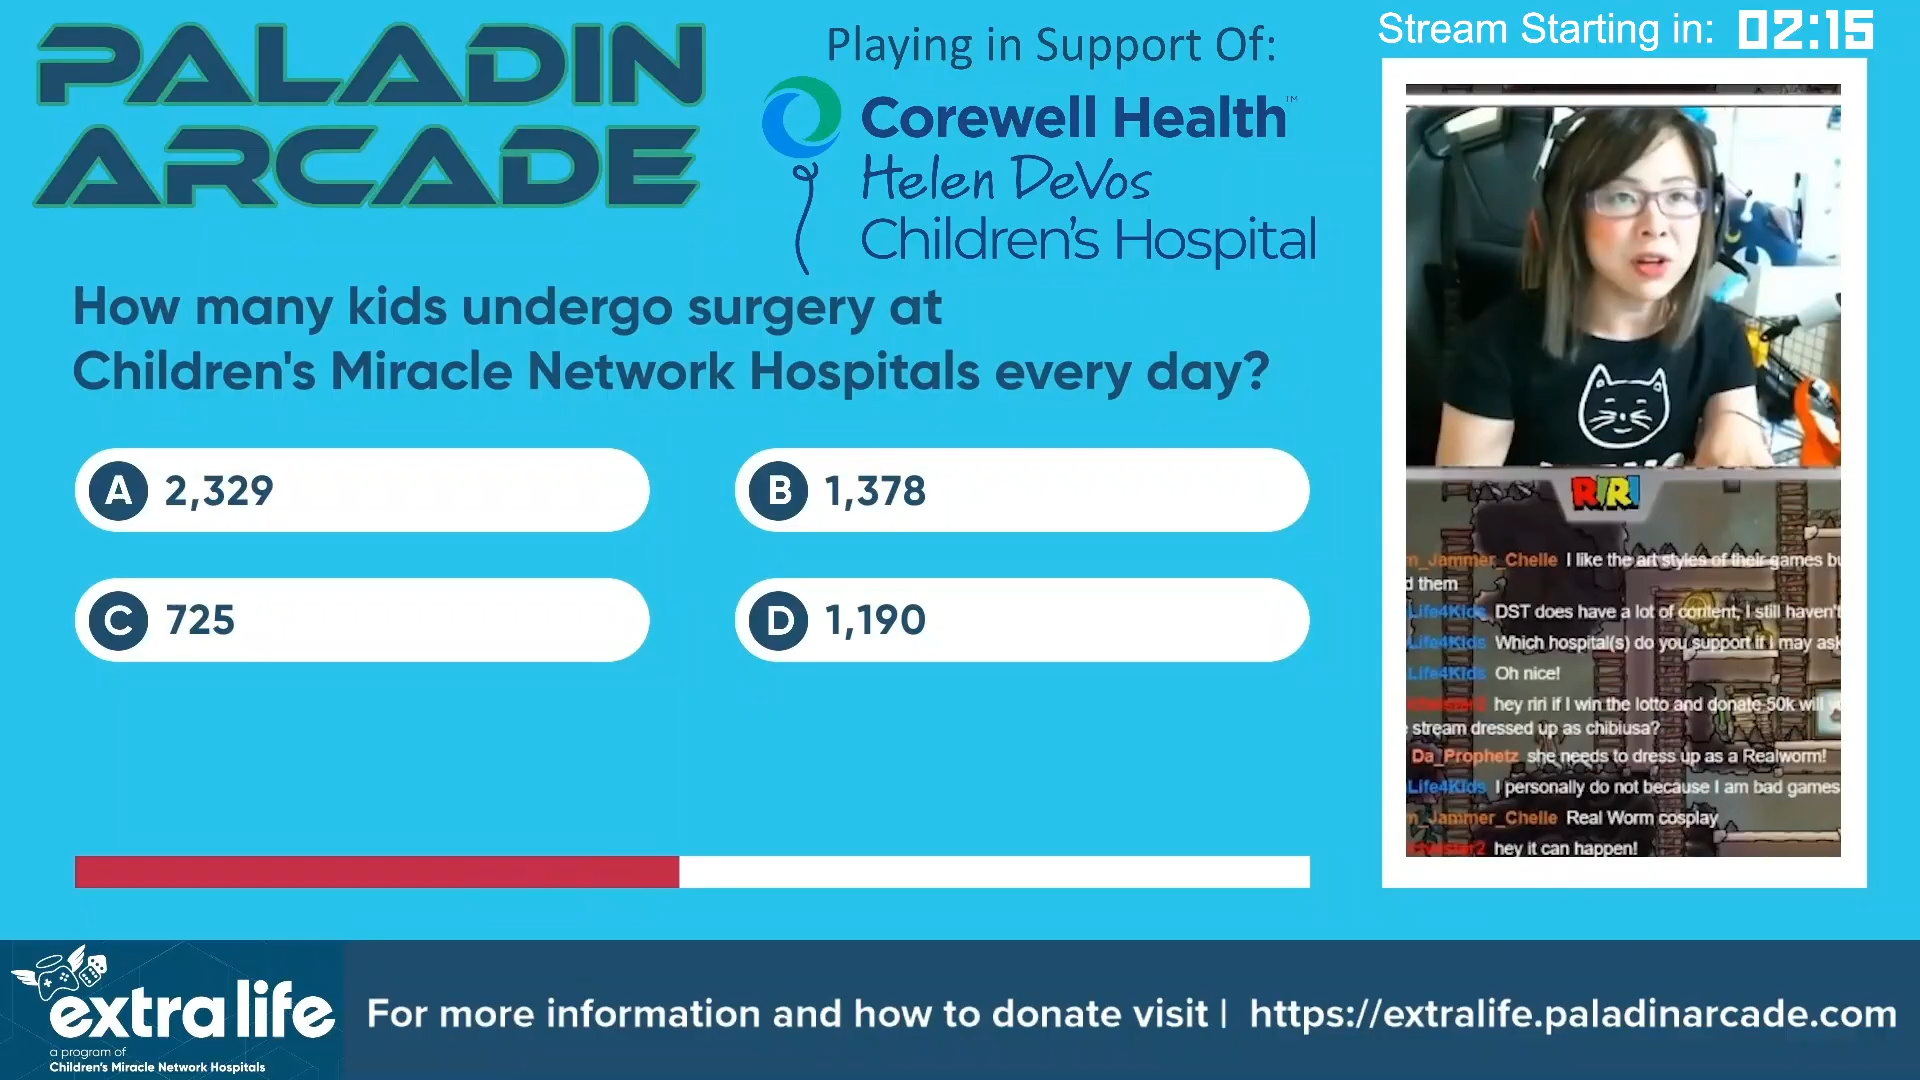 PALADIN
ARCADE
Playing in Support Of:
Corewell Health™
Helen DeVos
Children's Hospital
Stream Starting in: 02:15
How many kids undergo surgery at
Children's Miracle Network Hospitals every day?
A 2,329
B 1,378
C 725
D 1,190
RIRI
Jammer_Chelle I like the art styles of their games
them
Life4Kids DST does have a lot of content, I still haven't
Life4Kids Which hospital(s) do you support if I may ask
Life4Kids Oh nice!
hey riri if I win the lotto and donate 50k will
stream dressed up as chibiusa?
Da_Prophetz she needs to dress up as a Realworm!
Life4Kids I personally do not because I am bad games
Jammer_Chelle Real Worm cosplay
hey it can happen!
extra life
a program of
Children's Miracle Network Hospitals
For more information and how to donate visit | https://extralife.paladinarcade.com